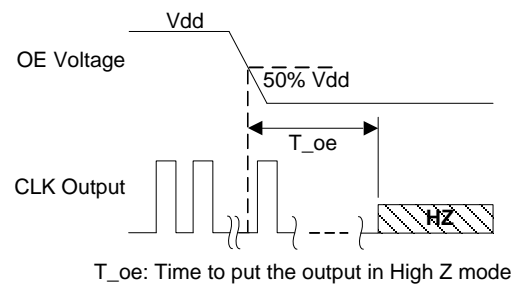 Vdd
OE Voltage
50% Vdd
T_oe
CLK Output
HZ
T_oe: Time to put the output in High Z mode